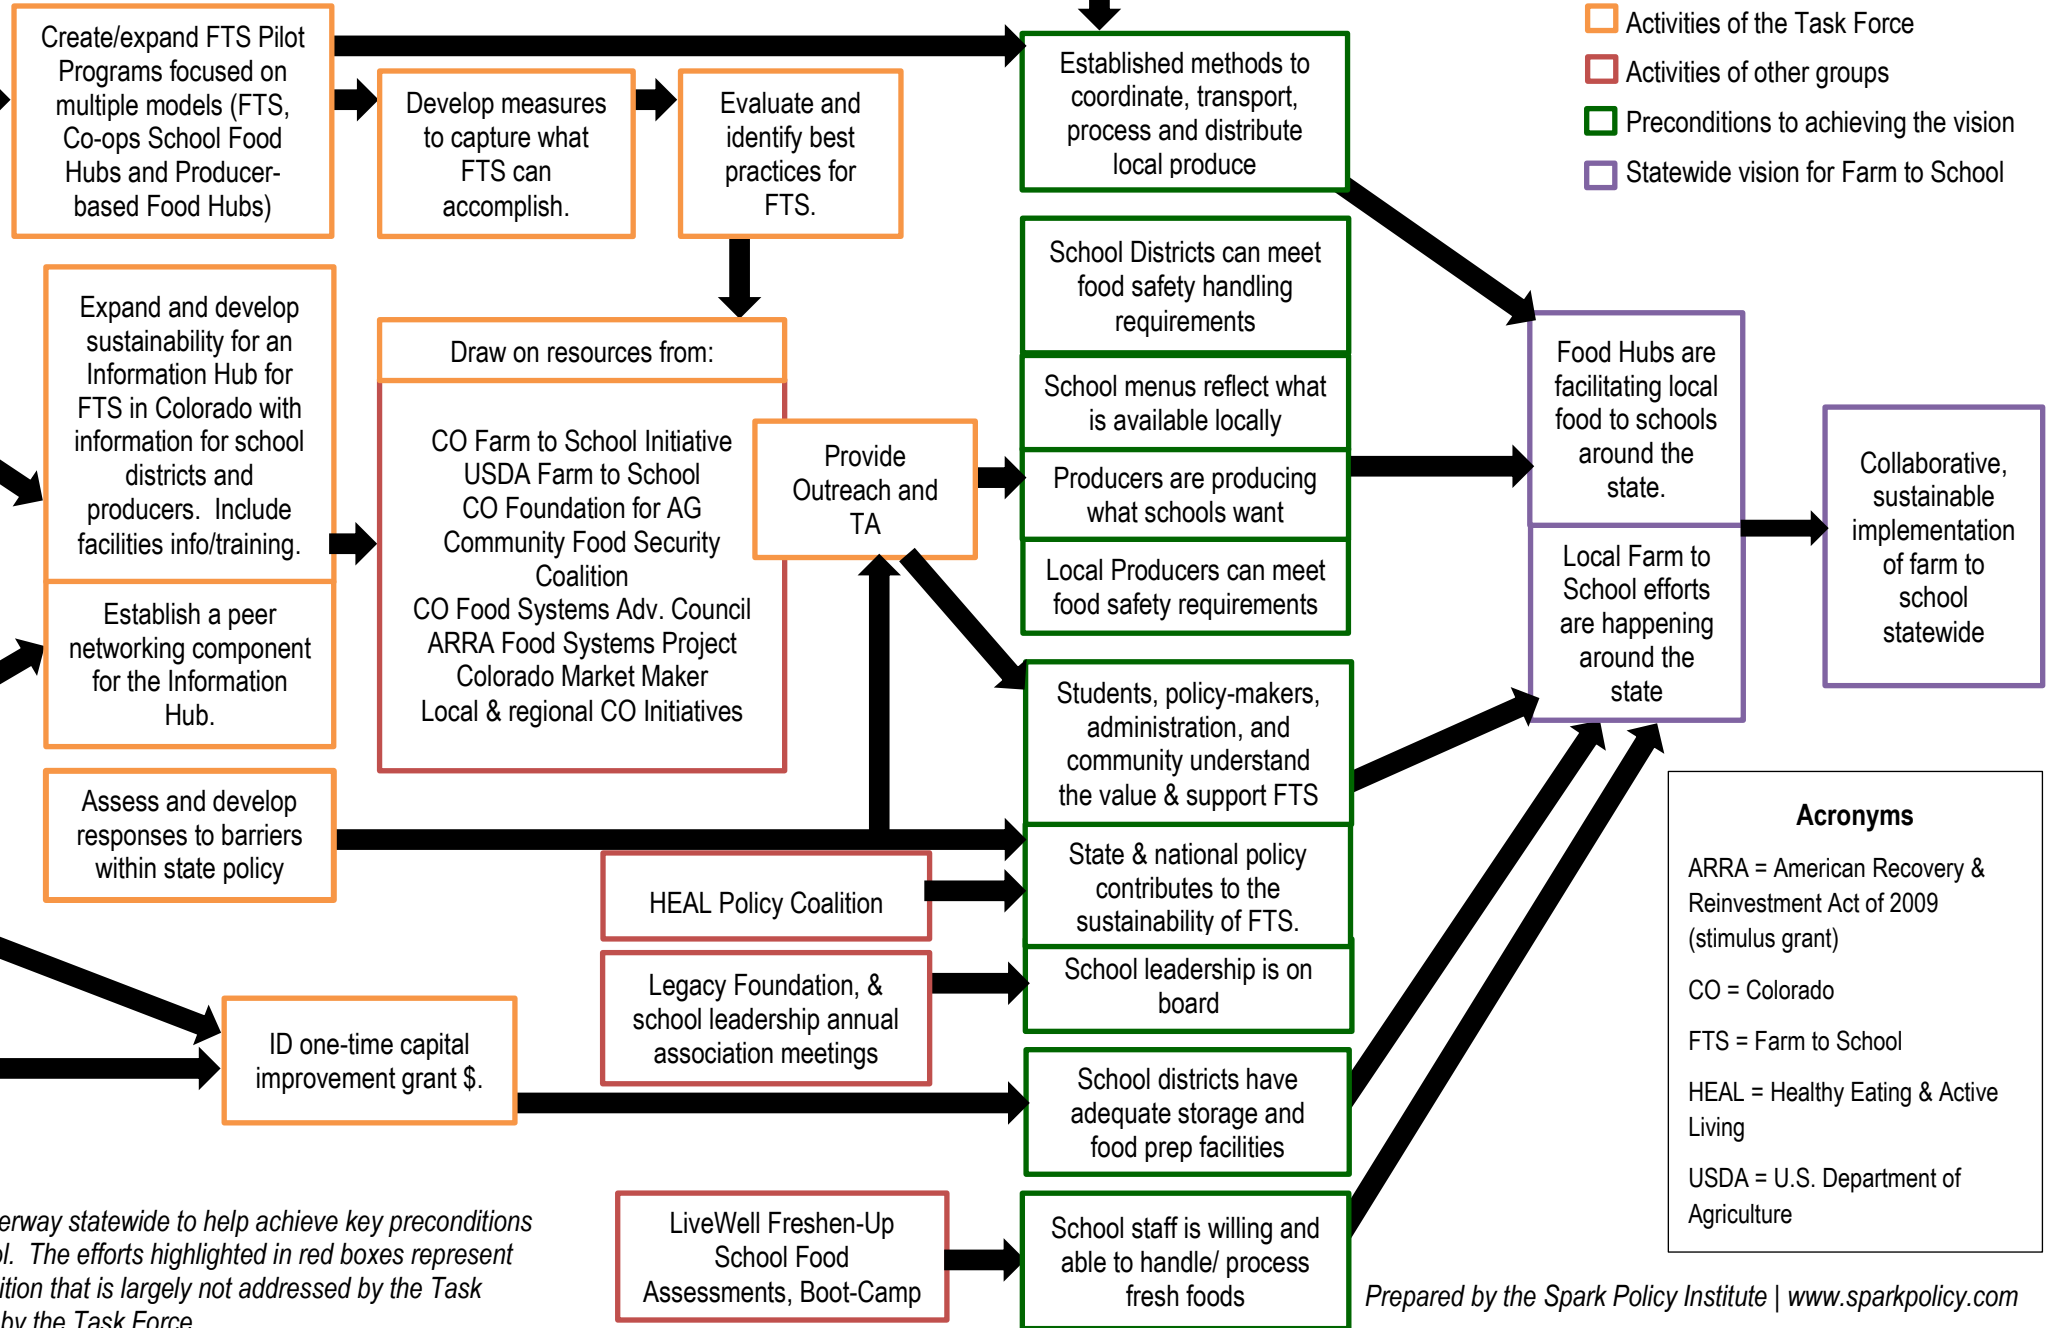 Create/expand FTS Pilot
Programs focused on
multiple models (FTS,
Co-ops School Food
Hubs and Producer-
based Food Hubs)
Develop measures
to capture what
FTS can
accomplish.
Evaluate and
identify best
practices for
FTS.
Established methods to
coordinate, transport,
process and distribute
local produce
Activities of the Task Force
Activities of other groups
Preconditions to achieving the vision
Statewide vision for Farm to School
Expand and develop
sustainability for an
Information Hub for
FTS in Colorado with
information for school
districts and
producers. Include
facilities info/training.
Establish a peer
networking component
for the Information
Hub.
Draw on resources from:
CO Farm to School Initiative
USDA Farm to School
CO Foundation for AG
Community Food Security
Coalition
CO Food Systems Adv. Council
ARRA Food Systems Project
Colorado Market Maker
Local & regional CO Initiatives
Provide
Outreach and
TA
School Districts can meet
food safety handling
requirements
School menus reflect what
is available locally
Producers are producing
what schools want
Local Producers can meet
food safety requirements
Food Hubs are
facilitating local
food to schools
around the
state.
Local Farm to
School efforts
are happening
around the
state
Collaborative,
sustainable
implementation
of farm to
school
statewide
Students, policy-makers,
administration, and
community understand
the value & support FTS
Assess and develop
responses to barriers
within state policy
HEAL Policy Coalition
State & national policy
contributes to the
sustainability of FTS.
Legacy Foundation, &
school leadership annual
association meetings
School leadership is on
board
ID one-time capital
improvement grant $.
School districts have
adequate storage and
food prep facilities
LiveWell Freshen-Up
School Food
Assessments, Boot-Camp
School staff is willing and
able to handle/ process
fresh foods
Acronyms
ARRA = American Recovery &
Reinvestment Act of 2009
(stimulus grant)
CO = Colorado
FTS = Farm to School
HEAL = Healthy Eating & Active
Living
USDA = U.S. Department of
Agriculture
erway statewide to help achieve key preconditions
ol. The efforts highlighted in red boxes represent
ition that is largely not addressed by the Task
by the Task Force
Prepared by the Spark Policy Institute | www.sparkpolicy.com